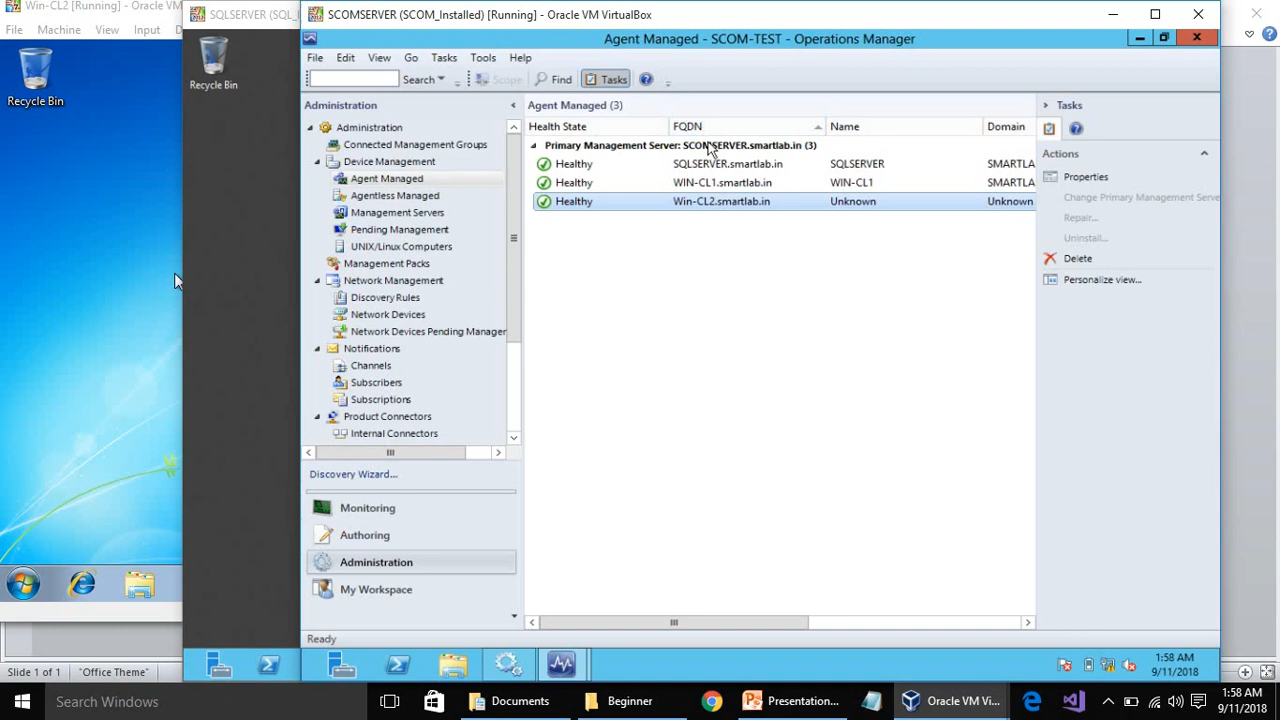 Win-CL2 [Running] - Oracle VM Virt
File Machine View Input
Recycle Bin
SQLSERVER (SQL_In
Recycle Bin
SCOMSERVER (SCOM_Installed) [Running] - Oracle VM VirtualBox
Agent Managed - SCOM-TEST - Operations Manager
File Edit View Go Tasks Tools Help
Search Scope Find Tasks
Administration
Administration
Connected Management Groups
Device Management
Agent Managed
Agentless Managed
Management Servers
Pending Management
UNIX/Linux Computers
Management Packs
Network Management
Discovery Rules
Network Devices
Network Devices Pending Manager
Notifications
Channels
Subscribers
Subscriptions
Product Connectors
Internal Connectors
Discovery Wizard...
Monitoring
Authoring
Administration
My Workspace
Agent Managed (3)
Health State FQDN Name Domain
Primary Management Server: SCOMSERVER.smartlab.in (3)
Healthy SQLSERVER.smartlab.in SQLSERVER SMARTLA
Healthy WIN-CL1.smartlab.in WIN-CL1 SMARTLA
Healthy Win-CL2.smartlab.in Unknown Unknown
Tasks
Actions
Properties
Change Primary Management Serve
Repair...
Uninstall...
Delete
Personalize view...
Ready
1:58 AM
9/11/2018
Slide 1 of 1 "Office Theme"
Search Windows
Documents
Beginner
Presentation...
Oracle VM Vi...
1:58 AM
9/11/2018